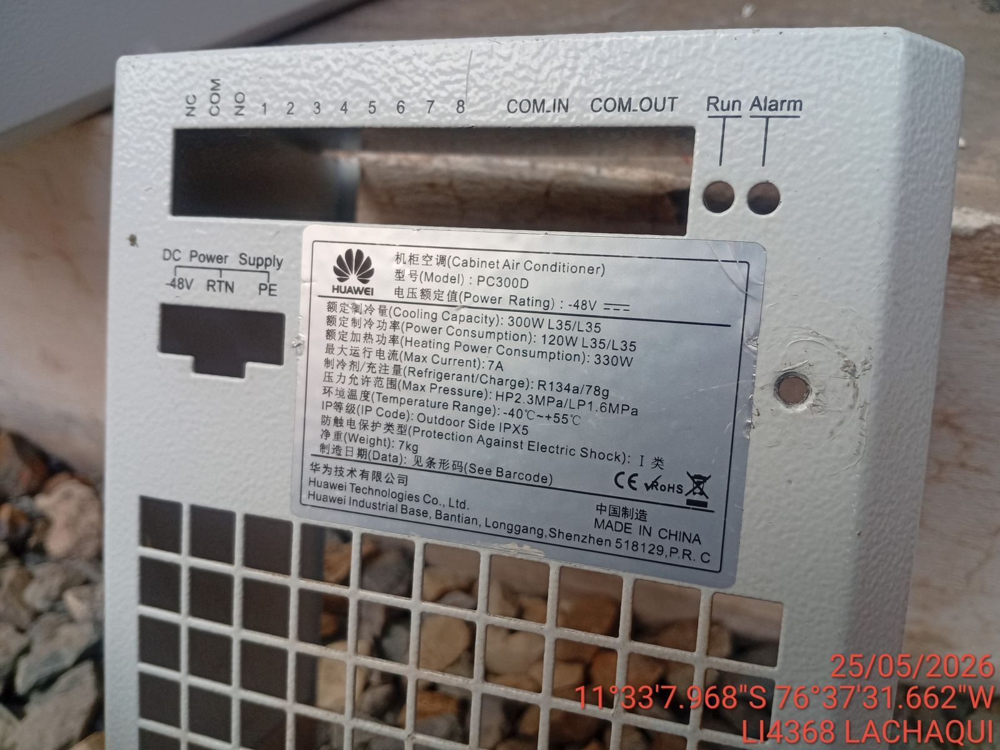 NC COM NO 1 2 3 4 5 6 7 8 COM-IN COM-OUT Run Alarm
DC Power Supply
-48V RTN PE
HUAWEI
机柜空调(Cabinet Air Conditioner)
型号(Model) : PC300D
电压额定值(Power Rating) : -48V
额定制冷量(Cooling Capacity): 300W L35/L35
额定制冷功率(Power Consumption): 120W L35/L35
额定加热功率(Heating Power Consumption): 330W
最大运行电流(Max Current): 7A
制冷剂/充注量(Refrigerant/Charge): R134a/78g
压力允许范围(Max Pressure): HP2.3MPa/LP1.6MPa
环境温度(Temperature Range): -40℃~+55℃
IP等级(IP Code): Outdoor Side IPX5
防触电保护类型(Protection Against Electric Shock): I 类
净重(Weight): 7kg
制造日期(Data): 见条形码(See Barcode)
CE RoHS
华为技术有限公司
Huawei Technologies Co., Ltd.
Huawei Industrial Base, Bantian, Longgang,Shenzhen 518129,P.R. C
中国制造
MADE IN CHINA
25/05/2026
11°33'7.968"S 76°37'31.662"W
LI4368 LACHAQUI